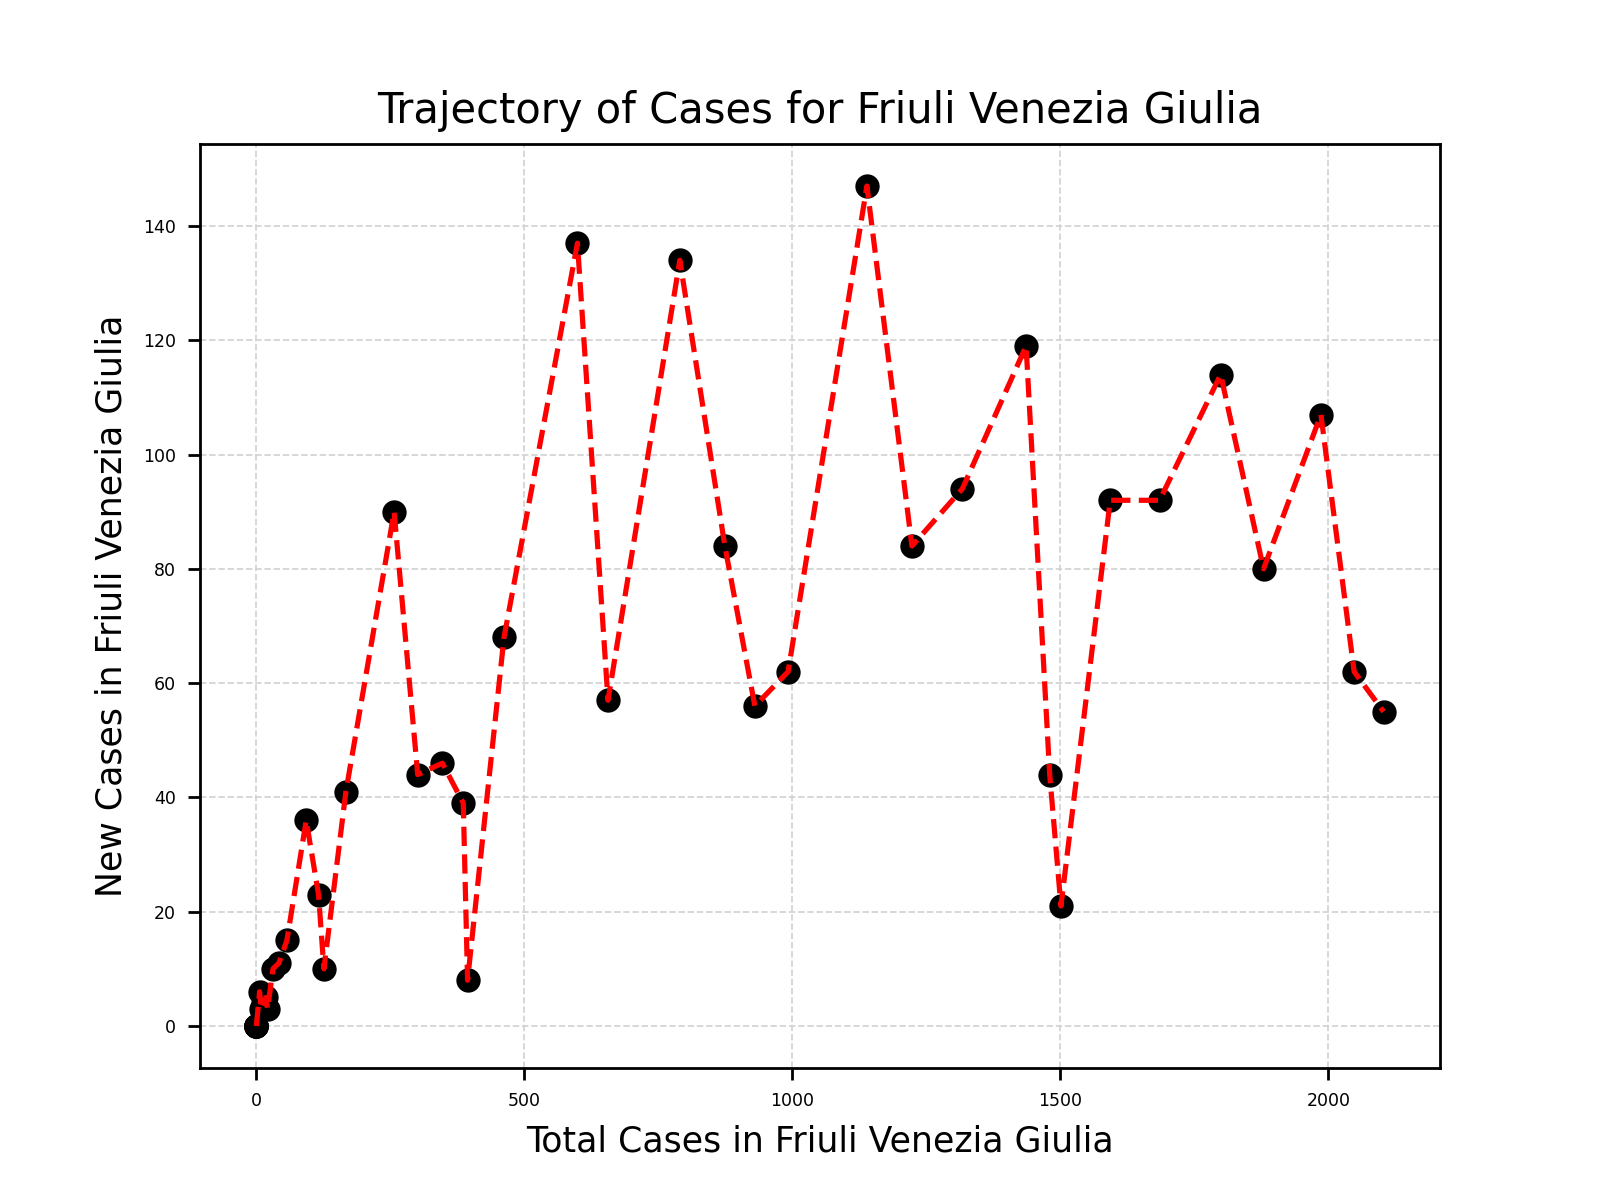 Trajectory of Cases for Friuli Venezia Giulia
New Cases in Friuli Venezia Giulia
140
120
100
80
60
40
20
0
0 500 1000 1500 2000
Total Cases in Friuli Venezia Giulia